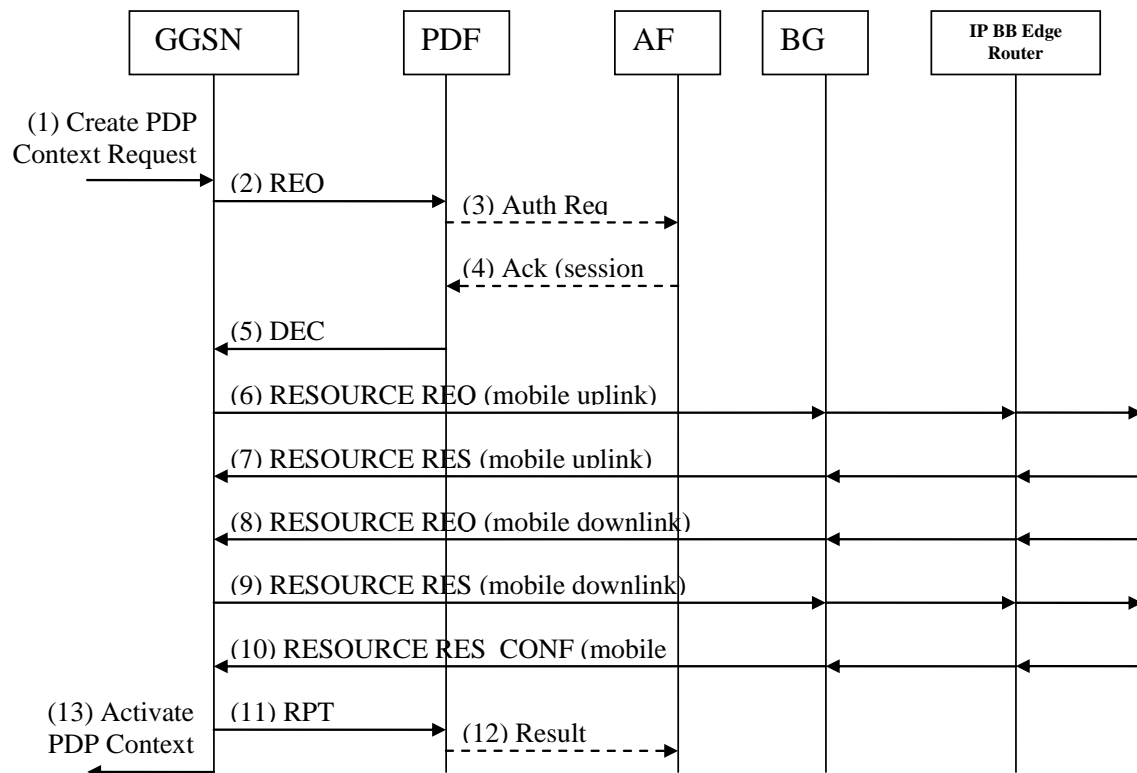 GGSN
PDF
AF
BG
IP BB Edge
Router
(1) Create PDP
Context Request
(2) REQ
(3) Auth Req
(4) Ack (session
(5) DEC
(6) RESOURCE REQ (mobile uplink)
(7) RESOURCE RES (mobile uplink)
(8) RESOURCE REQ (mobile downlink)
(9) RESOURCE RES (mobile downlink)
(10) RESOURCE RES_CONF (mobile
(13) Activate
PDP Context
(11) RPT
(12) Result